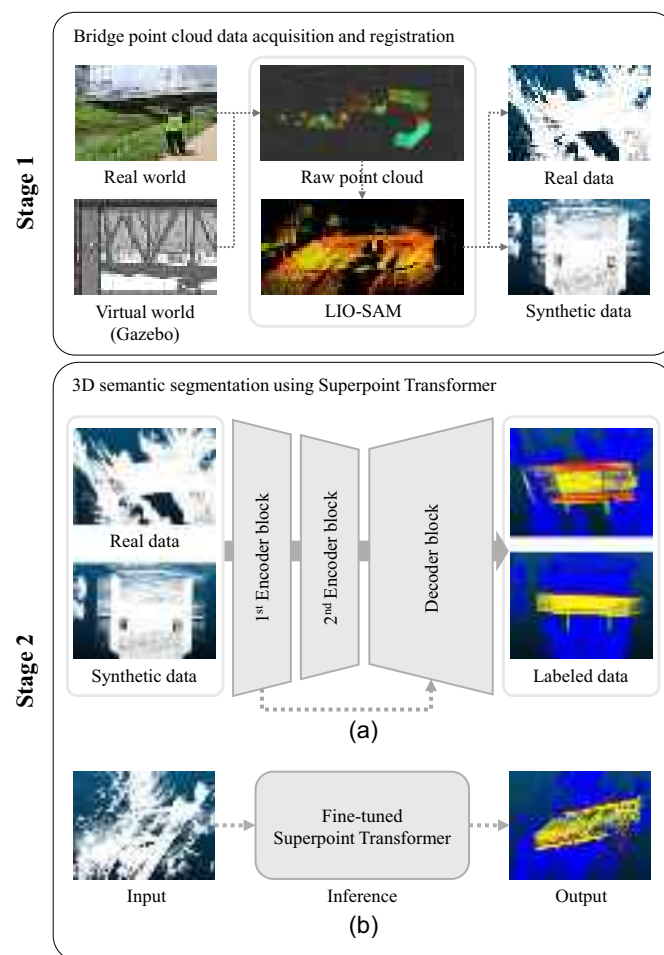 Bridge point cloud data acquisition and registration
Stage 1
Real world
Raw point cloud
Real data
Virtual world
(Gazebo)
LIO-SAM
Synthetic data
3D semantic segmentation using Superpoint Transformer
Stage 2
Real data
Synthetic data
1st Encoder block
2nd Encoder block
Decoder block
Labeled data
(a)
Fine-tuned
Superpoint Transformer
Input
Inference
Output
(b)